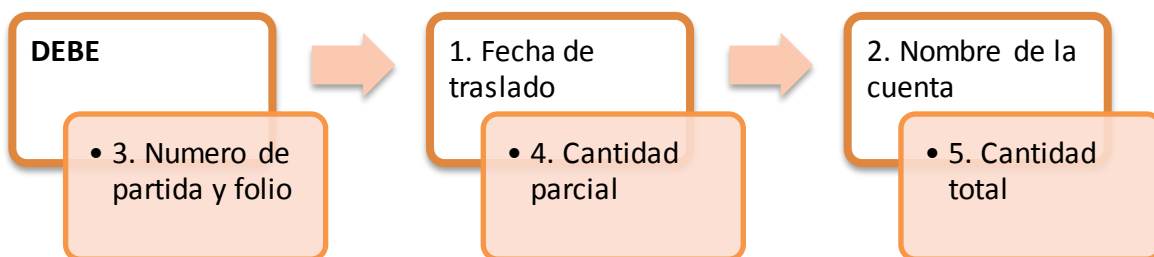 DEBE
• 3. Numero de
partida y folio
1. Fecha de
traslado
• 4. Cantidad
parcial
2. Nombre de la
cuenta
• 5. Cantidad
total